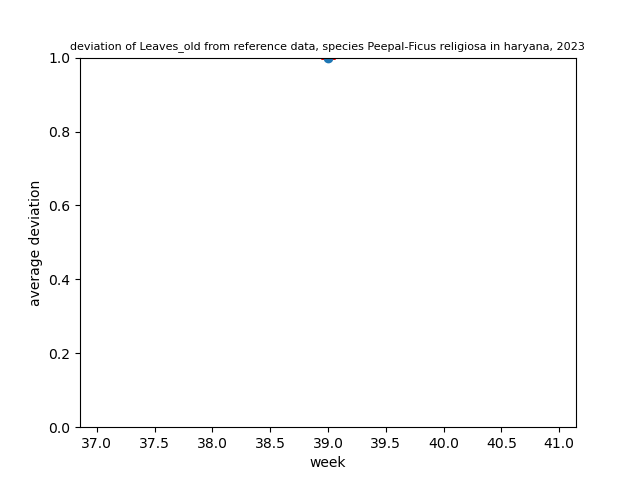 deviation of Leaves_old from reference data, species Peepal-Ficus religiosa in haryana, 2023
1.0
0.8
0.6
0.4
0.2
0.0
average deviation
37.0 37.5 38.0 38.5 39.0 39.5 40.0 40.5 41.0
week